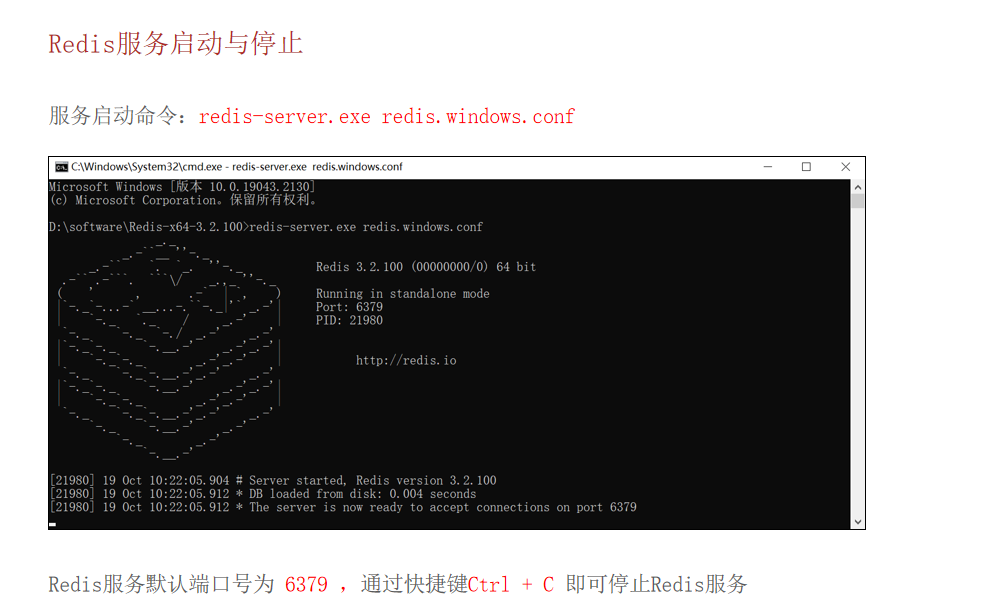 Redis服务启动与停止
服务启动命令：redis-server.exe redis.windows.conf
C:\Windows\System32\cmd.exe - redis-server.exe  redis.windows.conf
Microsoft Windows [版本 10.0.19043.2130]
(c) Microsoft Corporation。保留所有权利。
D:\software\Redis-x64-3.2.100>redis-server.exe redis.windows.conf
Redis 3.2.100 (00000000/0) 64 bit
Running in standalone mode
Port: 6379
PID: 21980
http://redis.io
[21980] 19 Oct 10:22:05.904 # Server started, Redis version 3.2.100
[21980] 19 Oct 10:22:05.912 * DB loaded from disk: 0.004 seconds
[21980] 19 Oct 10:22:05.912 * The server is now ready to accept connections on port 6379
Redis服务默认端口号为 6379 ，通过快捷键Ctrl + C 即可停止Redis服务